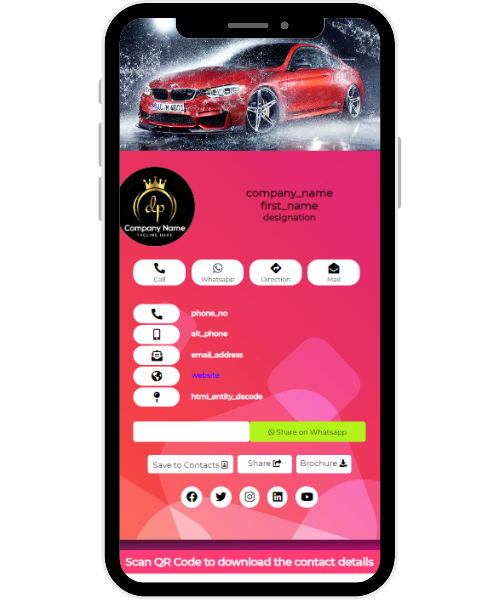 company_name
first_name
designation
dp
Company Name
TAGLINE HERE
Call
Whatsapp
Direction
Mail
phone_no
alt_phone
email_address
website
html_entity_decode
Share on Whatsapp
Save to Contacts
Share
Brochure
Scan QR Code to download the contact details